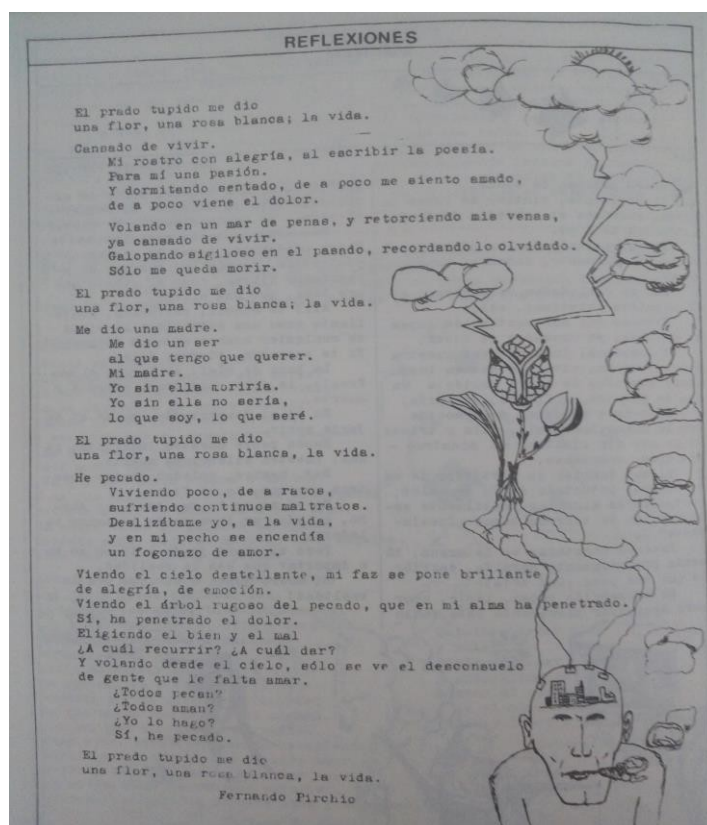 REFLEXIONES
El prado tupido me dio
una flor, una rosa blanca; la vida.
Cansado de vivir.
Mi rostro con alegría, al escribir la poesía.
Para mí una pasión.
Y dormitando sentado, de a poco me siento amado,
de a poco viene el dolor.
Volando en un mar de penas, y retorciendo mis venas,
ya cansado de vivir.
Galopando sigiloso en el pasado, recordando lo olvidado.
Sólo me queda morir.
El prado tupido me dio
una flor, una rosa blanca; la vida.
Me dio una madre.
Me dio un ser
al que tengo que querer.
Mi madre.
Yo sin ella moriría.
Yo sin ella no sería,
lo que soy, lo que seré.
El prado tupido me dio
una flor, una rosa blanca, la vida.
He pecado.
Viviendo poco, de a ratos,
sufriendo continuos maltratos.
Deslizábame yo, a la vida,
y en mi pecho se encendía
un fogonazo de amor.
Viendo el cielo destellante, mi faz se pone brillante
de alegría, de emoción.
Viendo el árbol rugoso del pecado, que en mi alma ha penetrado.
Sí, ha penetrado el dolor.
Eligiendo el bien y el mal
¿A cuál recurrir? ¿A cuál dar?
Y volando desde el cielo, sólo se ve el desconsuelo
de gente que le falta amar.
¿Todos pecan?
¿Todos aman?
¿Yo lo hago?
Sí, he pecado.
El prado tupido me dio
una flor, una rosa blanca, la vida.
Fernando Pirchio